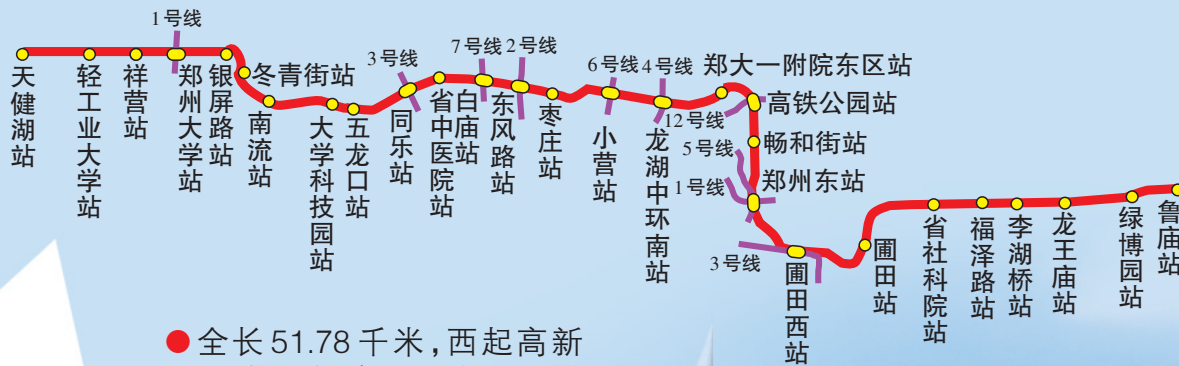 1号线
3号线
7号线
2号线
6号线
4号线
12号线
5号线
1号线
3号线
天健湖站
轻工业大学站
祥营站
郑州大学站
银屏路站
冬青街站
南流站
大学科技园站
五龙口站
同乐站
省中医院站
白庙站
东风路站
枣庄站
小营站
龙湖中环南站
郑大一附院东区站
高铁公园站
畅和街站
郑州东站
圃田西站
圃田站
省社科院站
福泽路站
李湖桥站
龙王庙站
绿博园站
鲁庙站
全长51.78千米，西起高新